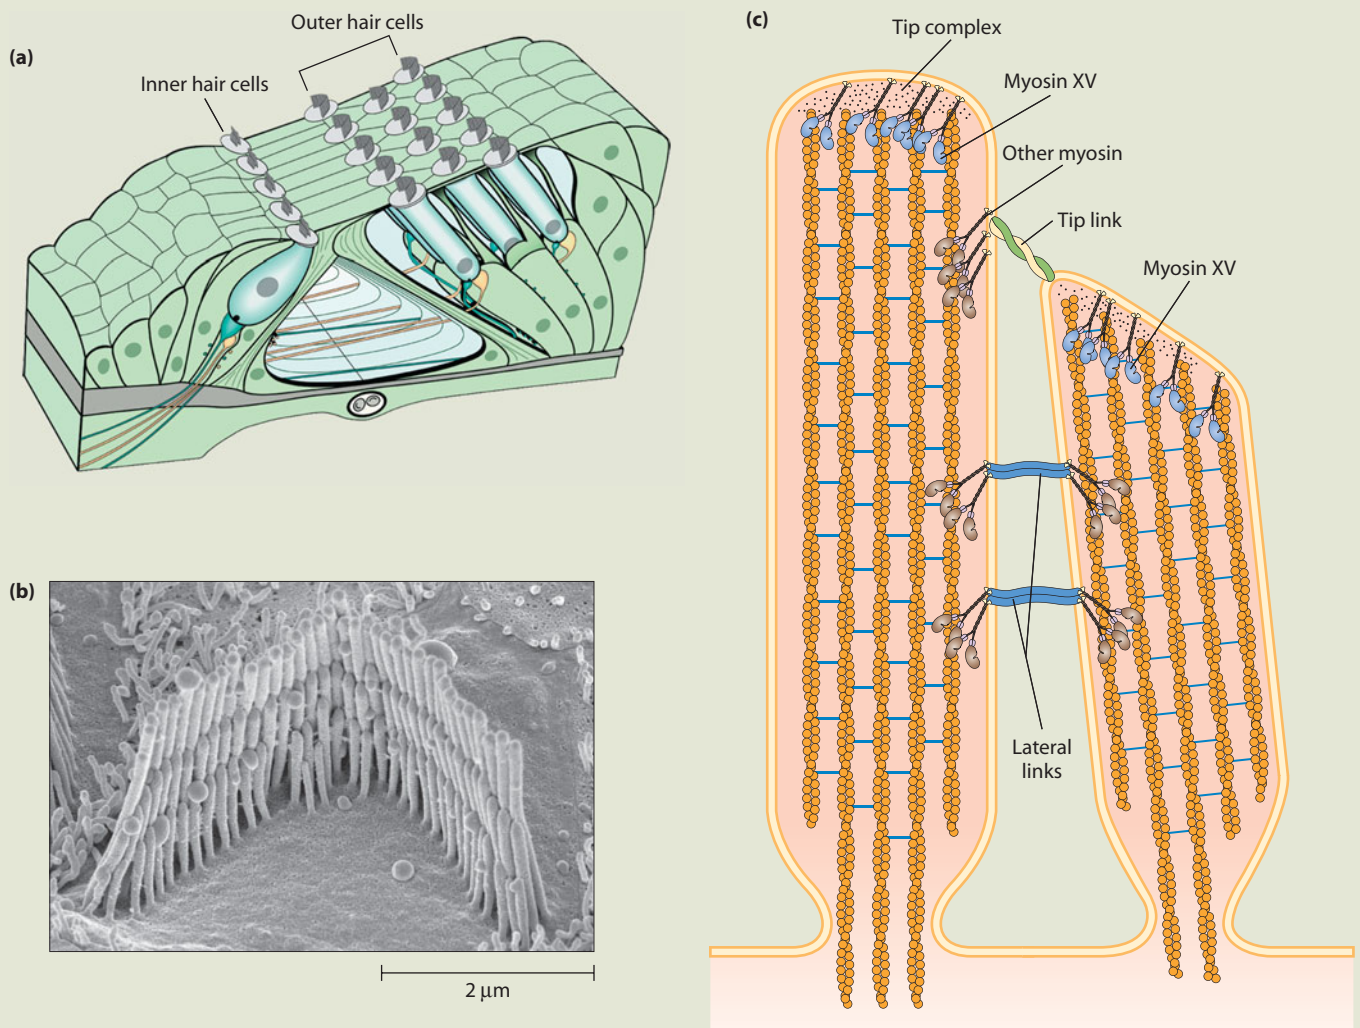 (a)
Outer hair cells
Inner hair cells
(b)
2 μm
(c)
Tip complex
Myosin XV
Other myosin
Tip link
Myosin XV
Lateral
links